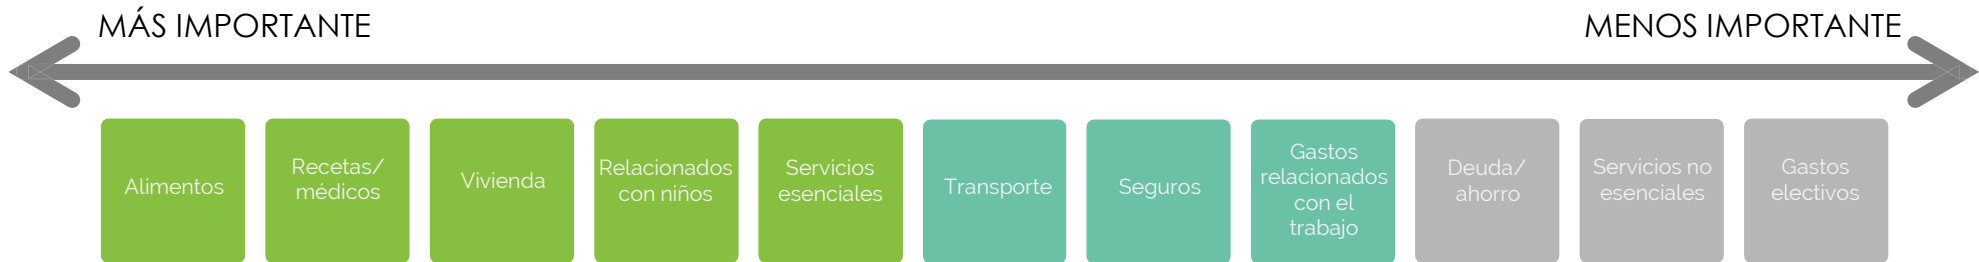 MÁS IMPORTANTE
MENOS IMPORTANTE
Alimentos
Recetas/
médicos
Vivienda
Relacionados
con niños
Servicios
esenciales
Transporte
Seguros
Gastos
relacionados
con el
trabajo
Deuda/
ahorro
Servicios no
esenciales
Gastos
electivos